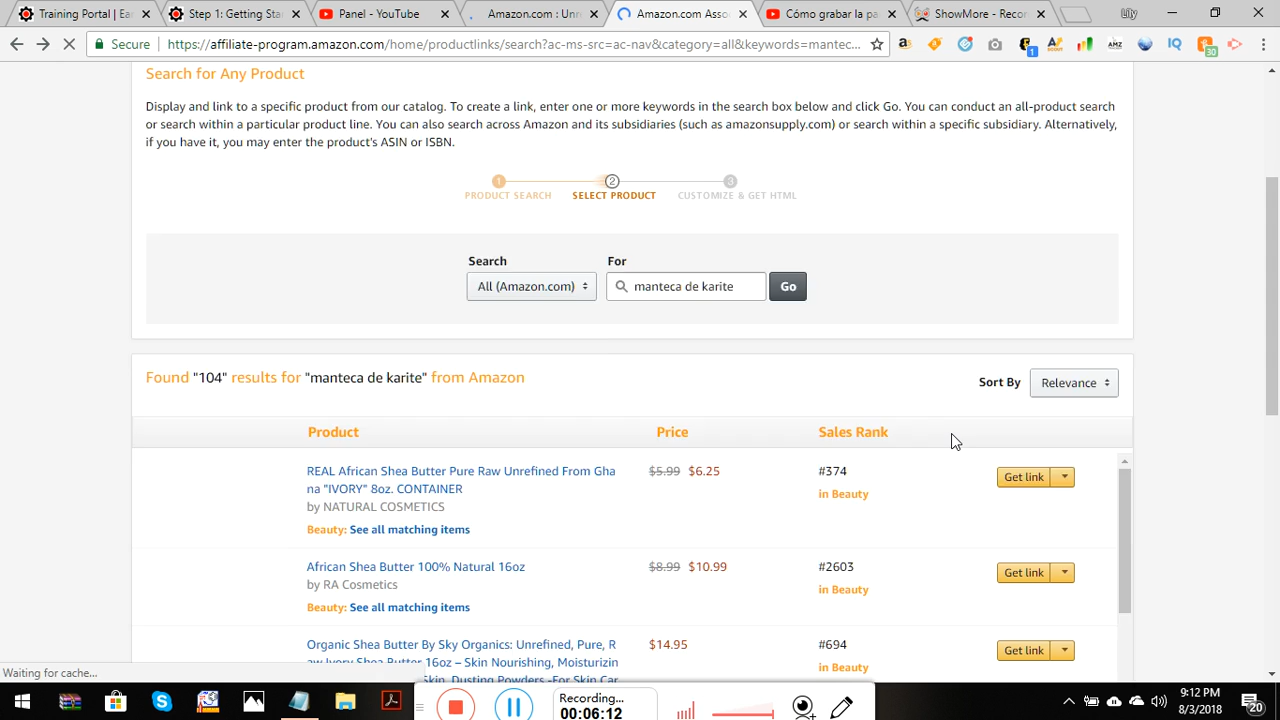 Training Portal | Ea
Step 1: Getting Sta
Panel - YouTube
Amazon.com : Unr
Amazon.com Asso
Cómo grabar la pa
ShowMore - Recor
Lily
Secure
https://affiliate-program.amazon.com/home/productlinks/search?ac-ms-src=ac-nav&category=all&keywords=mantec...
Search for Any Product
Display and link to a specific product from our catalog. To create a link, enter one or more keywords in the search box below and click Go. You can conduct an all-product search
or search within a particular product line. You can also search across Amazon and its subsidiaries (such as amazonsupply.com) or search within a specific subsidiary. Alternatively,
if you have it, you may enter the product's ASIN or ISBN.
1 2 3
PRODUCT SEARCH SELECT PRODUCT CUSTOMIZE & GET HTML
Search For
All (Amazon.com) manteca de karite Go
Found "104" results for "manteca de karite" from Amazon
Sort By Relevance
Product Price Sales Rank
REAL African Shea Butter Pure Raw Unrefined From Gha
na "IVORY" 8oz. CONTAINER
by NATURAL COSMETICS
Beauty: See all matching items
$5.99 $6.25
#374
in Beauty
Get link
African Shea Butter 100% Natural 16oz
by RA Cosmetics
Beauty: See all matching items
$8.99 $10.99
#2603
in Beauty
Get link
Organic Shea Butter By Sky Organics: Unrefined, Pure, R
aw Ivory Shea Butter 16oz – Skin Nourishing, Moisturizin
Skin, Dusting Powders -For Skin Car
$14.95
#694
in Beauty
Get link
Waiting for cache...
Recording...
00:06:12
9:12 PM
8/3/2018
20